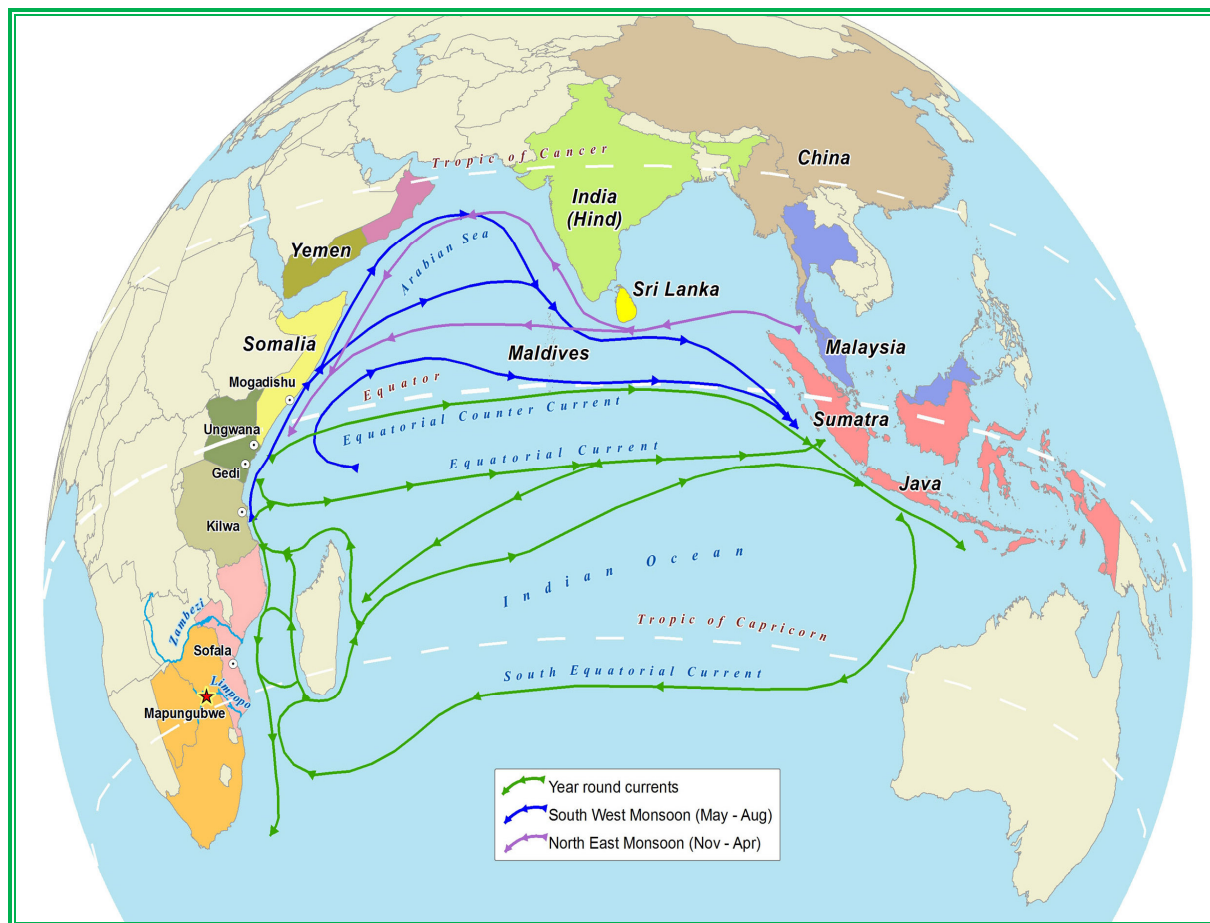 Tropic of Cancer
China
India
(Hind)
Yemen
Arabian Sea
Sri Lanka
Somalia
Maldives
Malaysia
Mogadishu
Equator
Equatorial Counter Current
Sumatra
Ungwana
Equatorial Current
Gedi
Java
Kilwa
Indian Ocean
Zambezi
Tropic of Capricorn
Sofala
South Equatorial Current
Limpopo
Mapungubwe
Year round currents
South West Monsoon (May - Aug)
North East Monsoon (Nov - Apr)